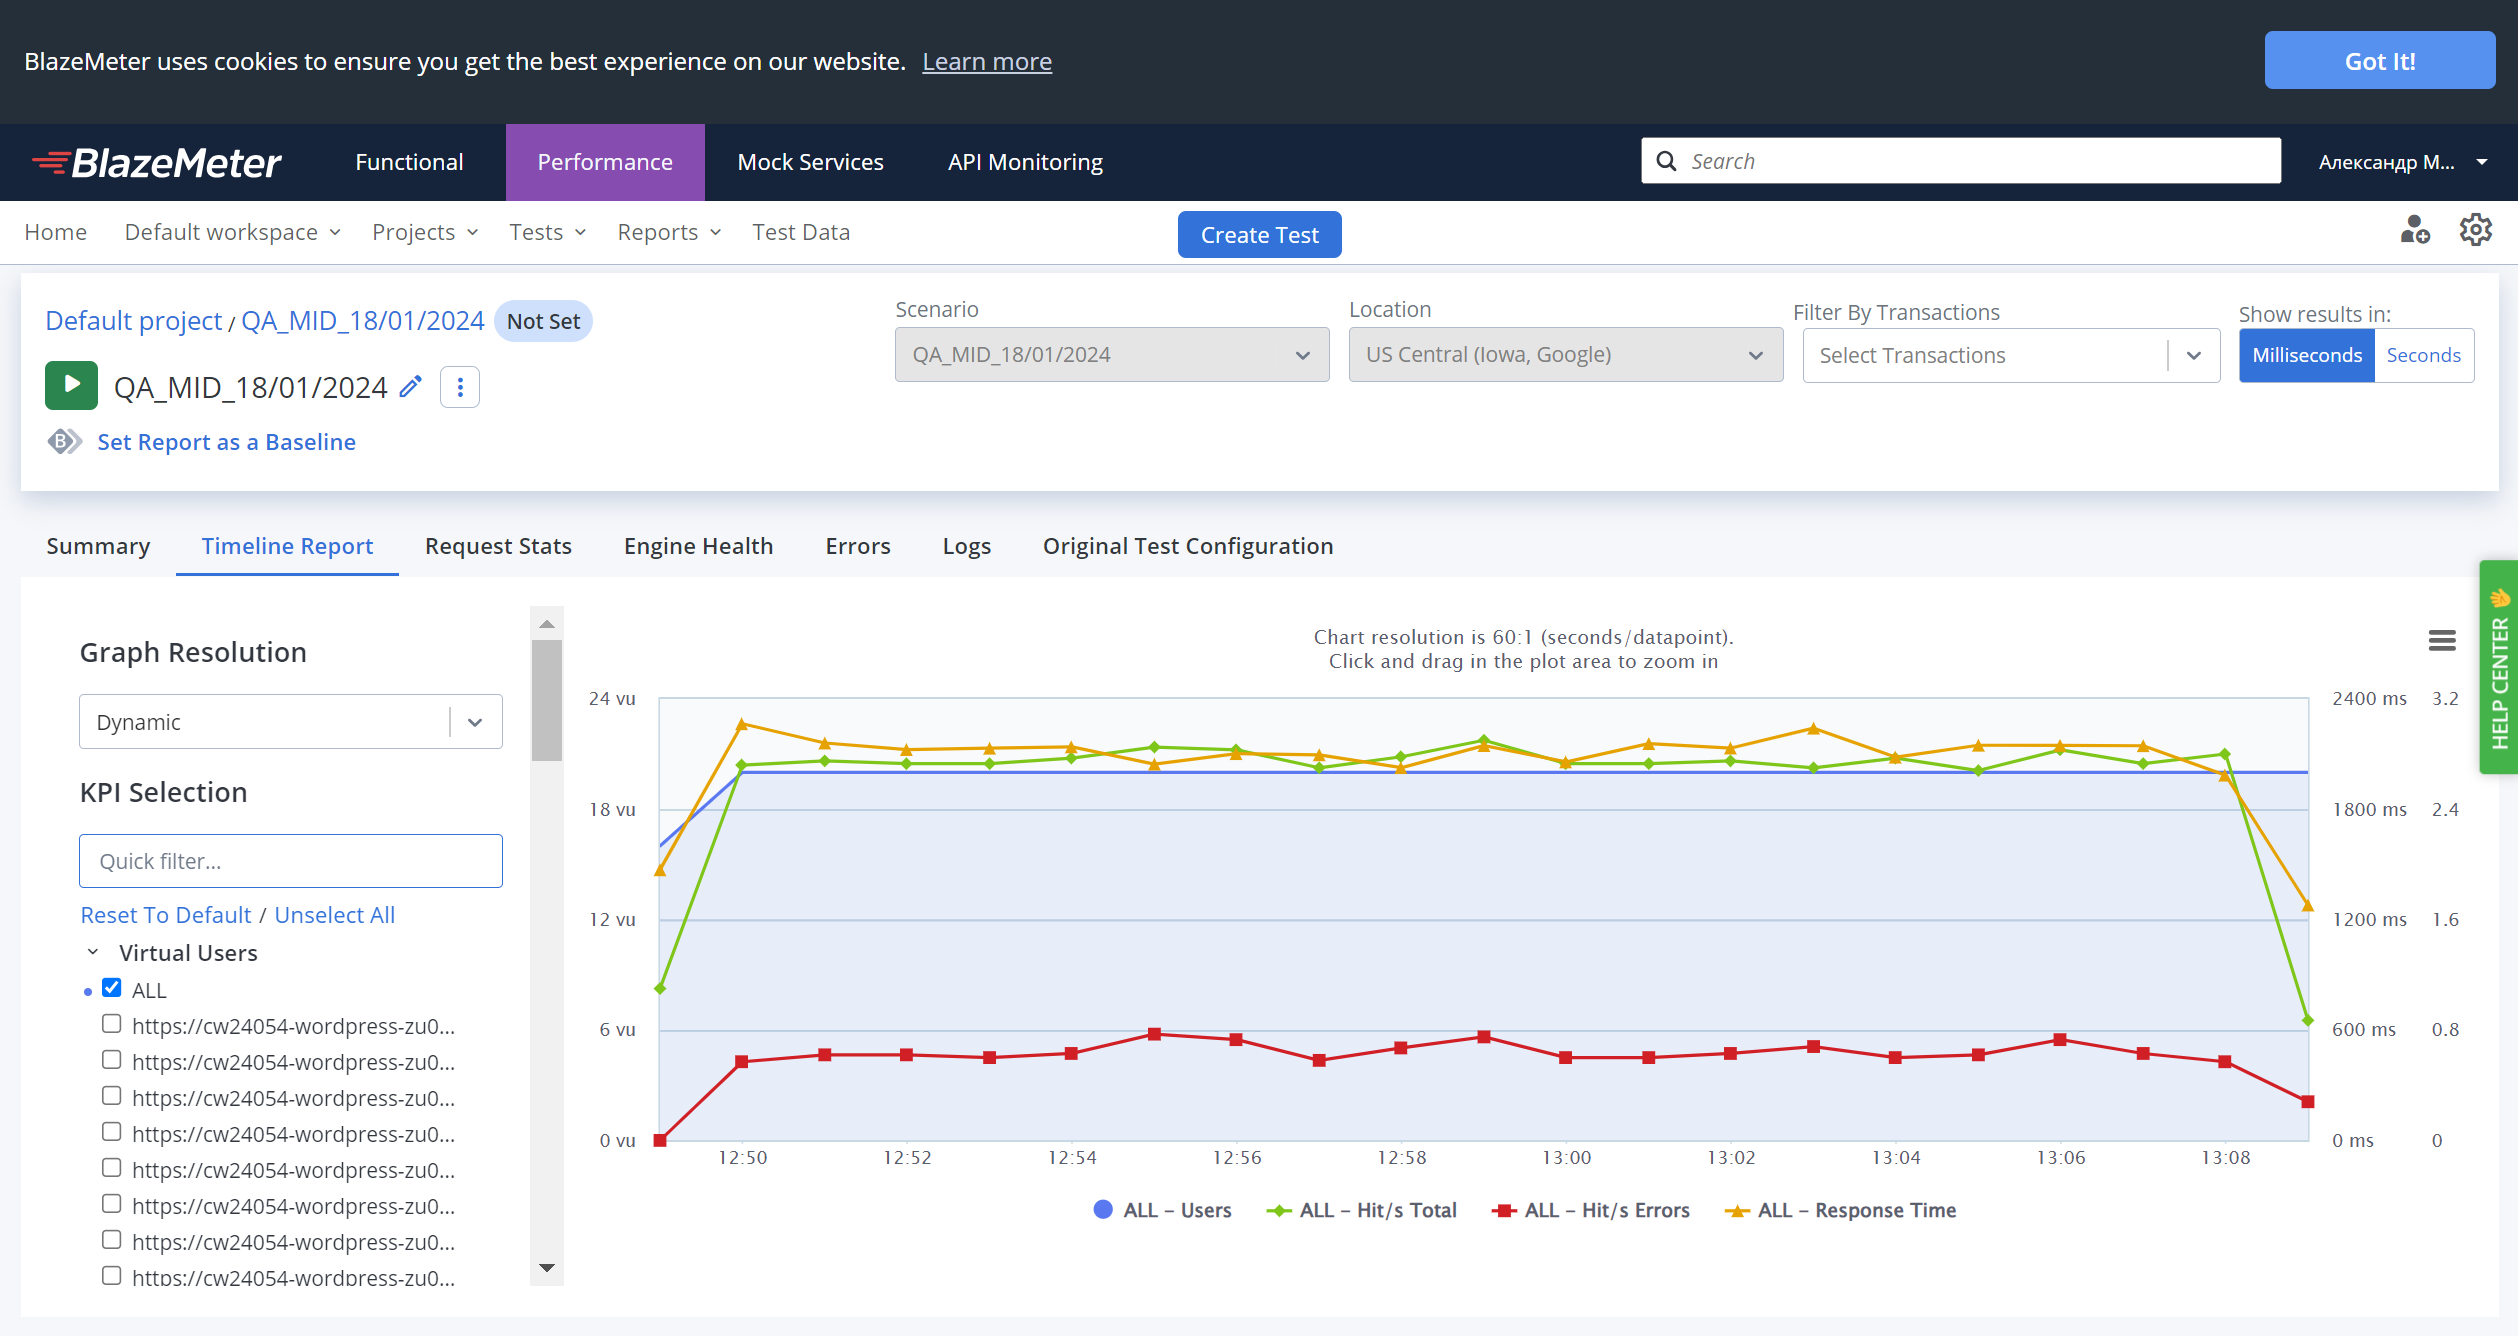 BlazeMeter uses cookies to ensure you get the best experience on our website. Learn more
Got It!
BlazeMeter
Functional
Performance
Mock Services
API Monitoring
Search
Александр М...
Home
Default workspace
Projects
Tests
Reports
Test Data
Create Test
Default project / QA_MID_18/01/2024 Not Set
QA_MID_18/01/2024
Set Report as a Baseline
Scenario
QA_MID_18/01/2024
Location
US Central (Iowa, Google)
Filter By Transactions
Select Transactions
Show results in:
Milliseconds
Seconds
Summary
Timeline Report
Request Stats
Engine Health
Errors
Logs
Original Test Configuration
HELP CENTER
Graph Resolution
Dynamic
KPI Selection
Quick filter...
Reset To Default / Unselect All
Virtual Users
ALL
https://cw24054-wordpress-zu0...
https://cw24054-wordpress-zu0...
https://cw24054-wordpress-zu0...
https://cw24054-wordpress-zu0...
https://cw24054-wordpress-zu0...
https://cw24054-wordpress-zu0...
https://cw24054-wordpress-zu0...
https://cw24054-wordpress-zu0...
Chart resolution is 60:1 (seconds/datapoint).
Click and drag in the plot area to zoom in
24 vu
18 vu
12 vu
6 vu
0 vu
2400 ms 3.2
1800 ms 2.4
1200 ms 1.6
600 ms 0.8
0 ms 0
12:50 12:52 12:54 12:56 12:58 13:00 13:02 13:04 13:06 13:08
ALL – Users
ALL – Hit/s Total
ALL – Hit/s Errors
ALL – Response Time